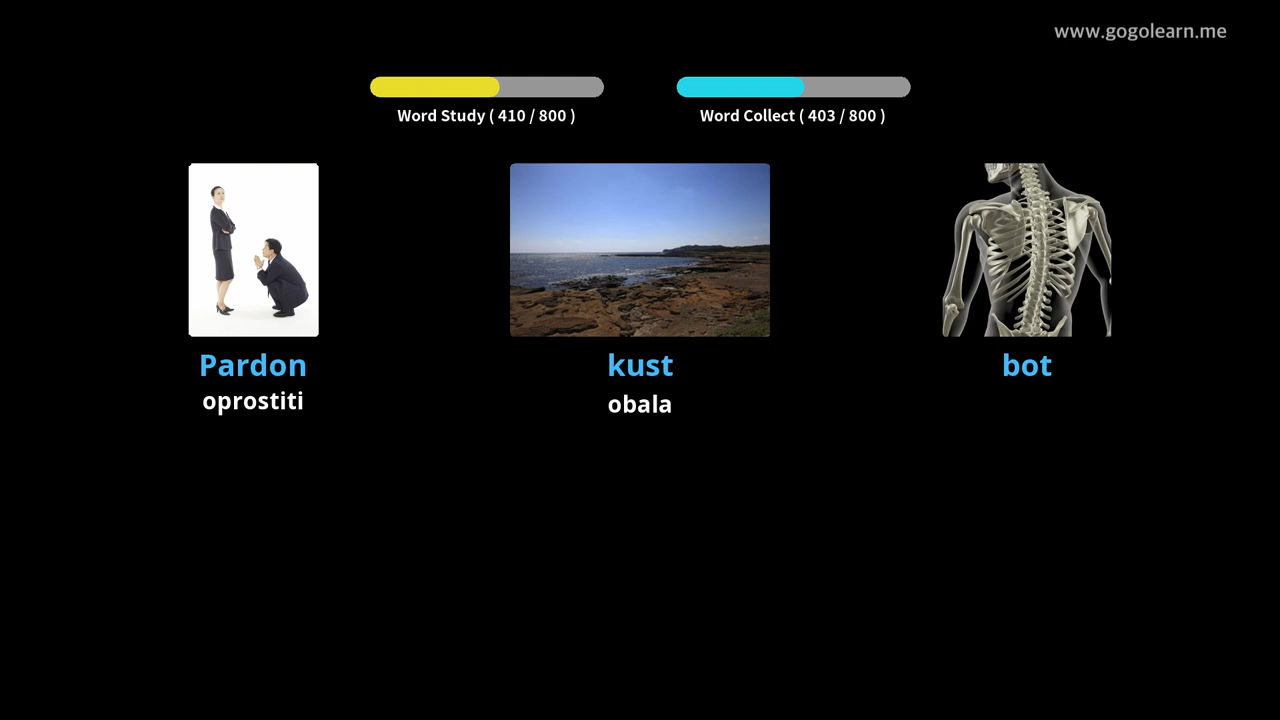 www.gogolearn.me
Word Study ( 410 / 800 )
Word Collect ( 403 / 800 )
Pardon
oprostiti
kust
obala
bot